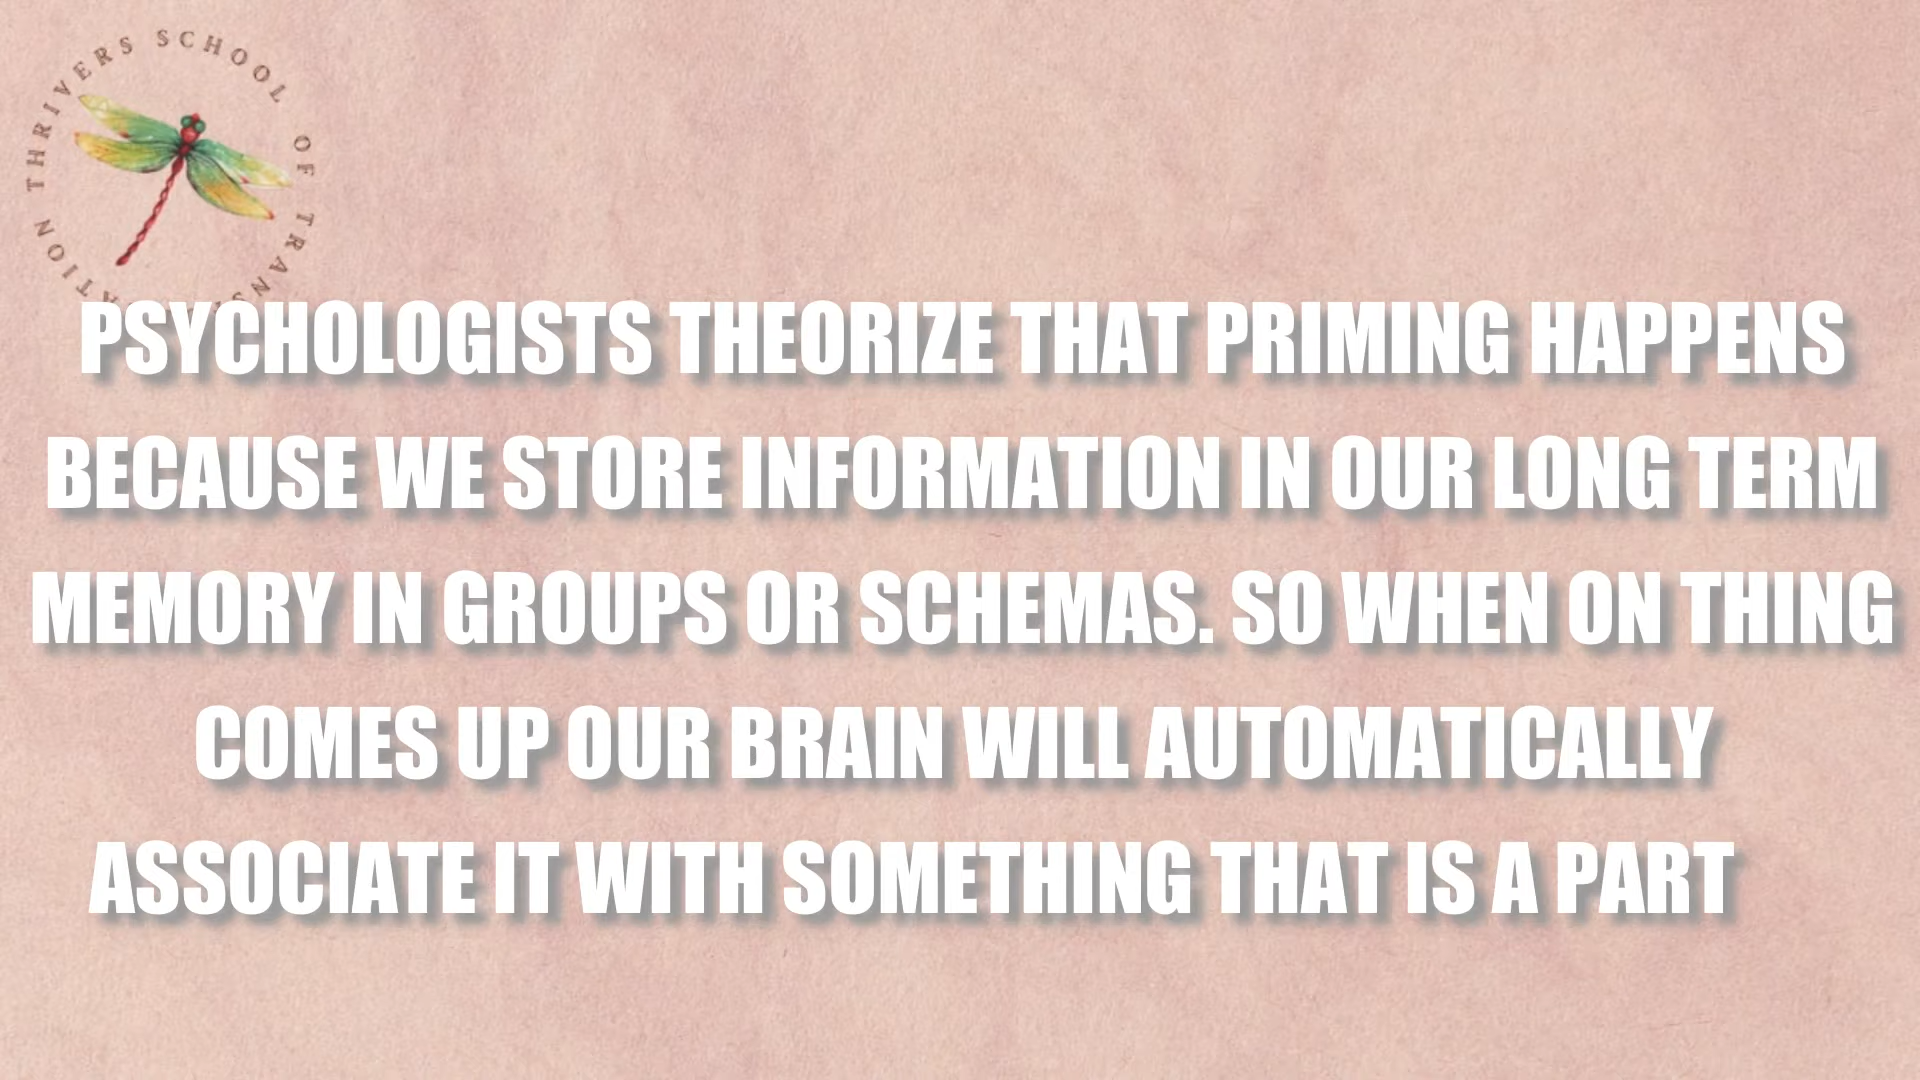 THRIVERS SCHOOL OF
PSYCHOLOGISTS THEORIZE THAT PRIMING HAPPENS
BECAUSE WE STORE INFORMATION IN OUR LONG TERM
MEMORY IN GROUPS OR SCHEMAS. SO WHEN ON THING
COMES UP OUR BRAIN WILL AUTOMATICALLY
ASSOCIATE IT WITH SOMETHING THAT IS A PART